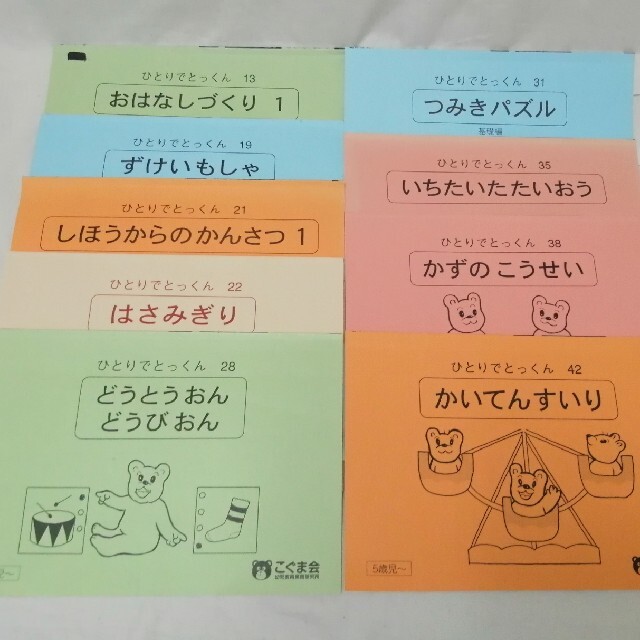 ひとりでとっくん 13
おはなしづくり 1
ひとりでとっくん 19
ずけいもしゃ
ひとりでとっくん 21
しほうからのかんさつ 1
ひとりでとっくん 22
はさみぎり
ひとりでとっくん 28
どうとうおん
どうびおん
こぐま会
ひとりでとっくん 31
つみきパズル
基礎編
ひとりでとっくん 35
いちたいたたいおう
ひとりでとっくん 38
かずのこうせい
ひとりでとっくん 42
かいてんすいり
5歳児～